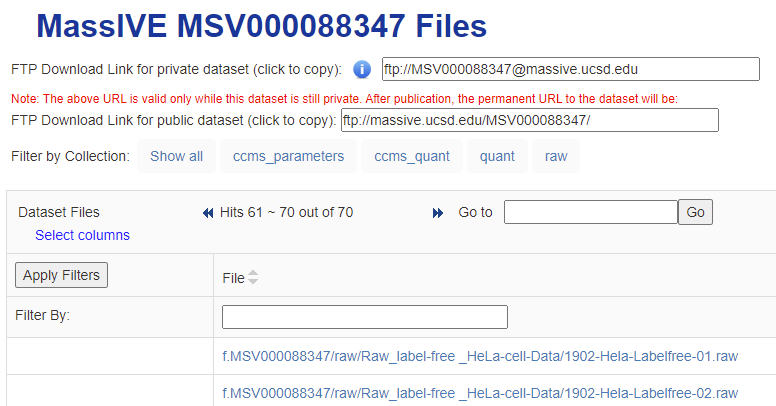 MassIVE MSV000088347 Files
FTP Download Link for private dataset (click to copy): i ftp://MSV000088347@massive.ucsd.edu
Note: The above URL is valid only while this dataset is still private. After publication, the permanent URL to the dataset will be:
FTP Download Link for public dataset (click to copy): ftp://massive.ucsd.edu/MSV000088347/
Filter by Collection: Show all ccms_parameters ccms_quant quant raw
Dataset Files Hits 61 ~ 70 out of 70 Go to Go
Select columns
Apply Filters File
Filter By:
f.MSV000088347/raw/Raw_label-free _HeLa-cell-Data/1902-Hela-Labelfree-01.raw
f.MSV000088347/raw/Raw_label-free _HeLa-cell-Data/1902-Hela-Labelfree-02.raw